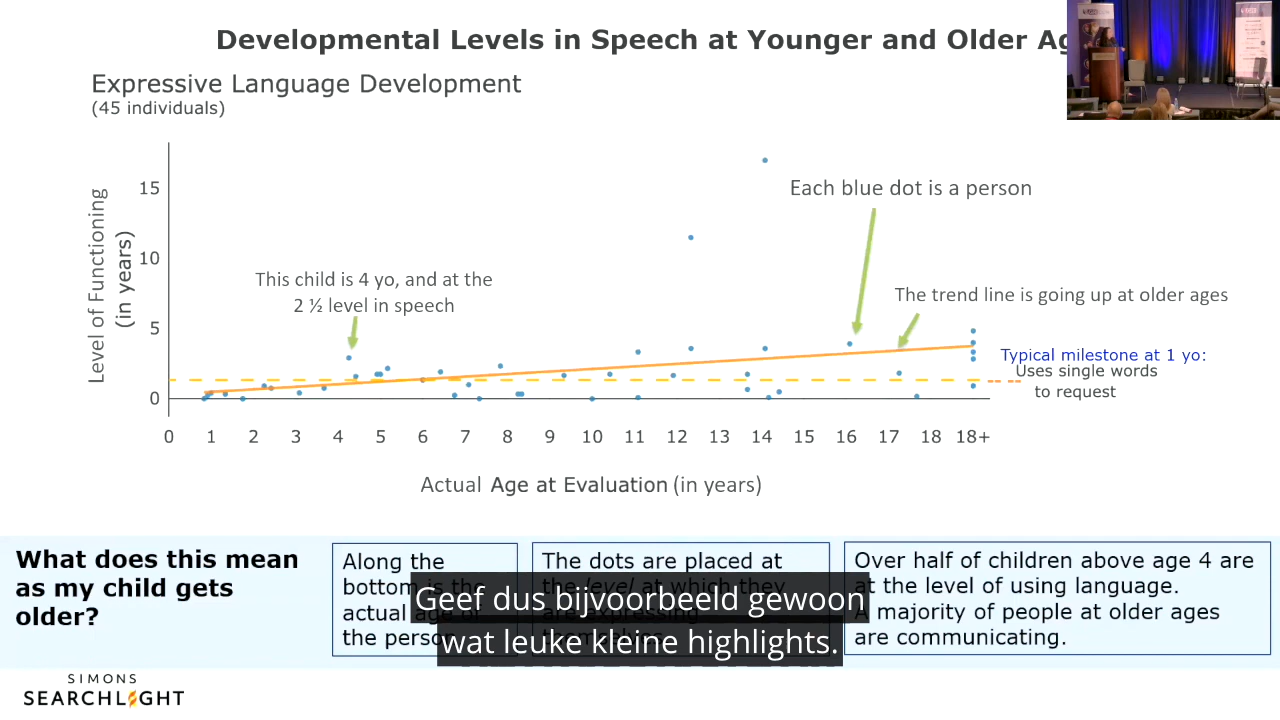 Developmental Levels in Speech at Younger and Older
Expressive Language Development
(45 individuals)
Level of Functioning
(in years)
15
10
5
0
Each blue dot is a person
This child is 4 yo, and at the
2 ½ level in speech
The trend line is going up at older ages
Typical milestone at 1 yo:
Uses single words
to request
0 1 2 3 4 5 6 7 8 9 10 11 12 13 14 15 16 17 18 18+
Actual Age at Evaluation (in years)
What does this mean
as my child gets
older?
Along the
bottom is the
actual age of
the person
The dots are placed at
the level at which they
are expressing
Over half of children above age 4 are
at the level of using language.
A majority of people at older ages
are communicating.
Geef dus bijvoorbeeld gewoon
wat leuke kleine highlights.
SIMONS
SEARCHLIGHT